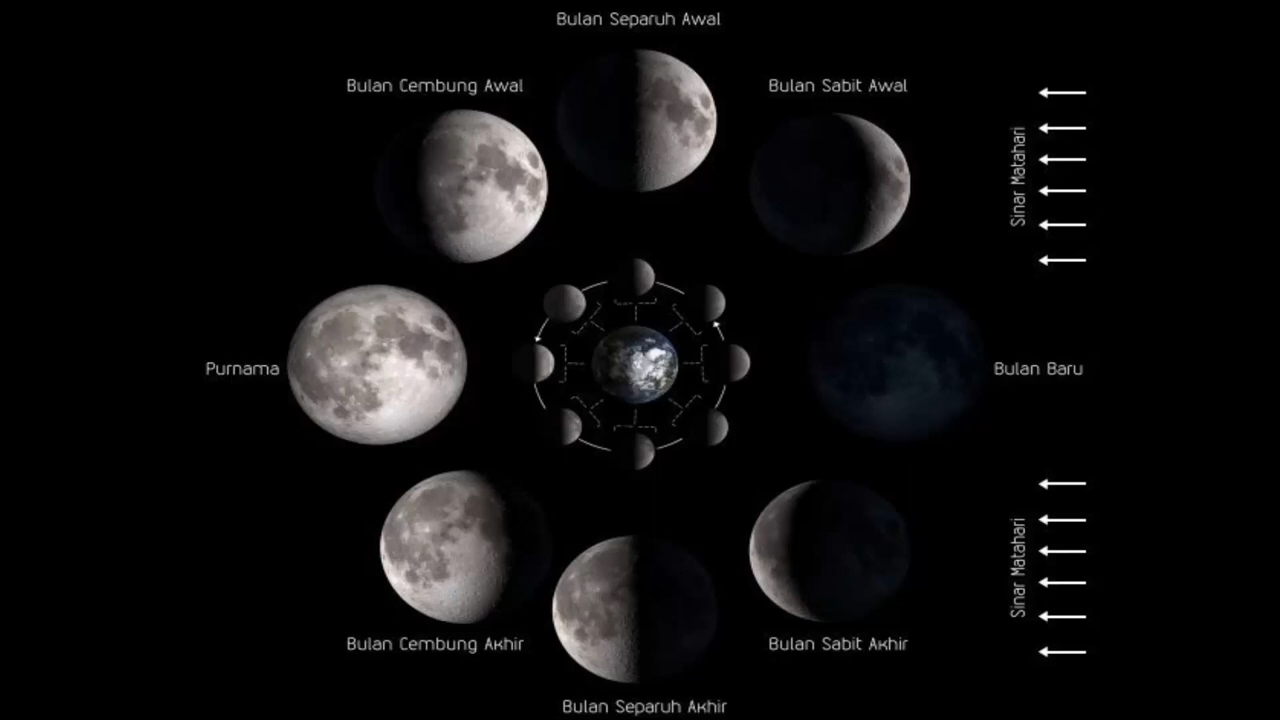 Bulan Separuh Awal
Bulan Cembung Awal
Bulan Sabit Awal
Sinar Matahari
Purnama
Bulan Baru
Sinar Matahari
Bulan Cembung Akhir
Bulan Sabit Akhir
Bulan Separuh Akhir